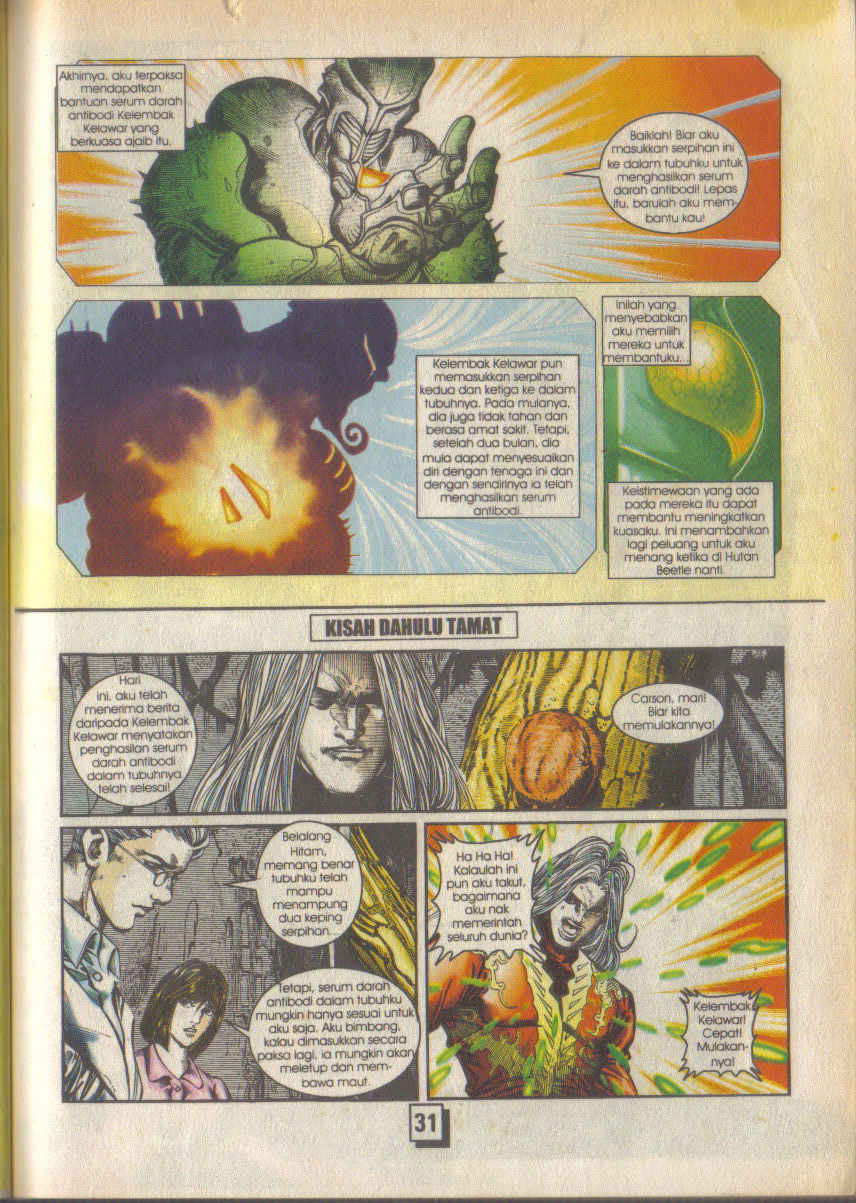 Akhirnya, aku terpaksa
mendapatkan
bantuan serum darah
antibodi Kelembak
Kelawar yang
berkuasa ajaib itu.
Baiklah! Biar aku
masukkan serpihan ini
ke dalam tubuhku untuk
menghasilkan serum
darah antibodi! Lepas
itu, barulah aku mem-
bantu kau!
Kelembak Kelawar pun
memasukkan serpihan
kedua dan ketiga ke dalam
tubuhnya. Pada mulanya,
dia juga tidak tahan dan
berasa amat sakit. Tetapi,
setelah dua bulan, dia
mula dapat menyesuaikan
diri dengan tenaga ini dan
dengan sendirinya ia telah
menghasilkan serum
antibodi.
Inilah yang
menyebabkan
aku memilih
mereka untuk
membantuku...
Keistimewaan yang ada
pada mereka itu dapat
membantu meningkatkan
kuasaku. Ini menambahkan
lagi peluang untuk aku
menang ketika di Hutan
Beetle nanti.
KISAH DAHULU TAMAT
Hari
ini, aku telah
menerima berita
daripada Kelembak
Kelawar menyatakan
penghasilan serum
darah antibodi
dalam tubuhnya
telah selesai!
Carson, mari!
Biar kita
memulakannya!
Belalang
Hitam,
memang benar
tubuhku telah
mampu
menampung
dua keping
serpihan...
Tetapi, serum darah
antibodi dalam tubuhku
mungkin hanya sesuai untuk
aku saja. Aku bimbang,
kalau dimasukkan secara
paksa lagi, ia mungkin akan
meletup dan mem-
bawa maut.
Ha Ha Ha!
Kalaulah ini
pun aku takut,
bagaimana
aku nak
memerintah
seluruh dunia?
Kelembak
Kelawar!
Cepat!
Mulakan-
nya!
31